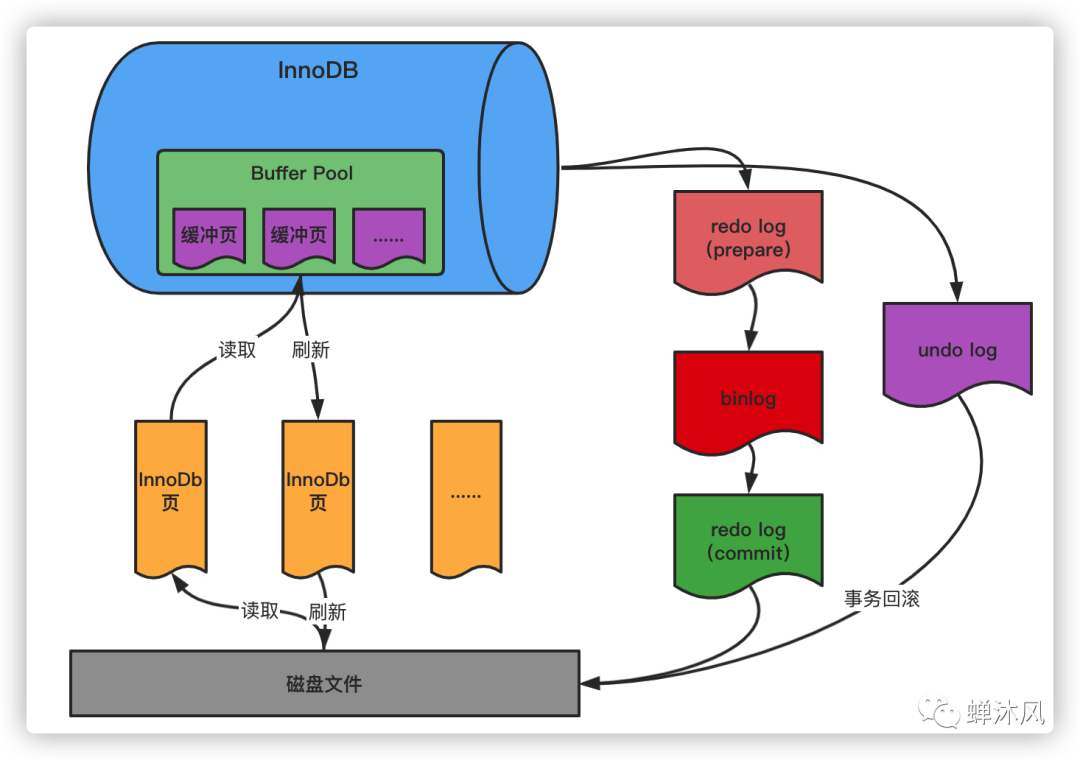 InnoDB
Buffer Pool
缓冲页
缓冲页
......
redo log
(prepare)
undo log
读取
刷新
binlog
InnoDb
页
InnoDb
页
......
redo log
(commit)
事务回滚
读取
刷新
磁盘文件
蝉沐风